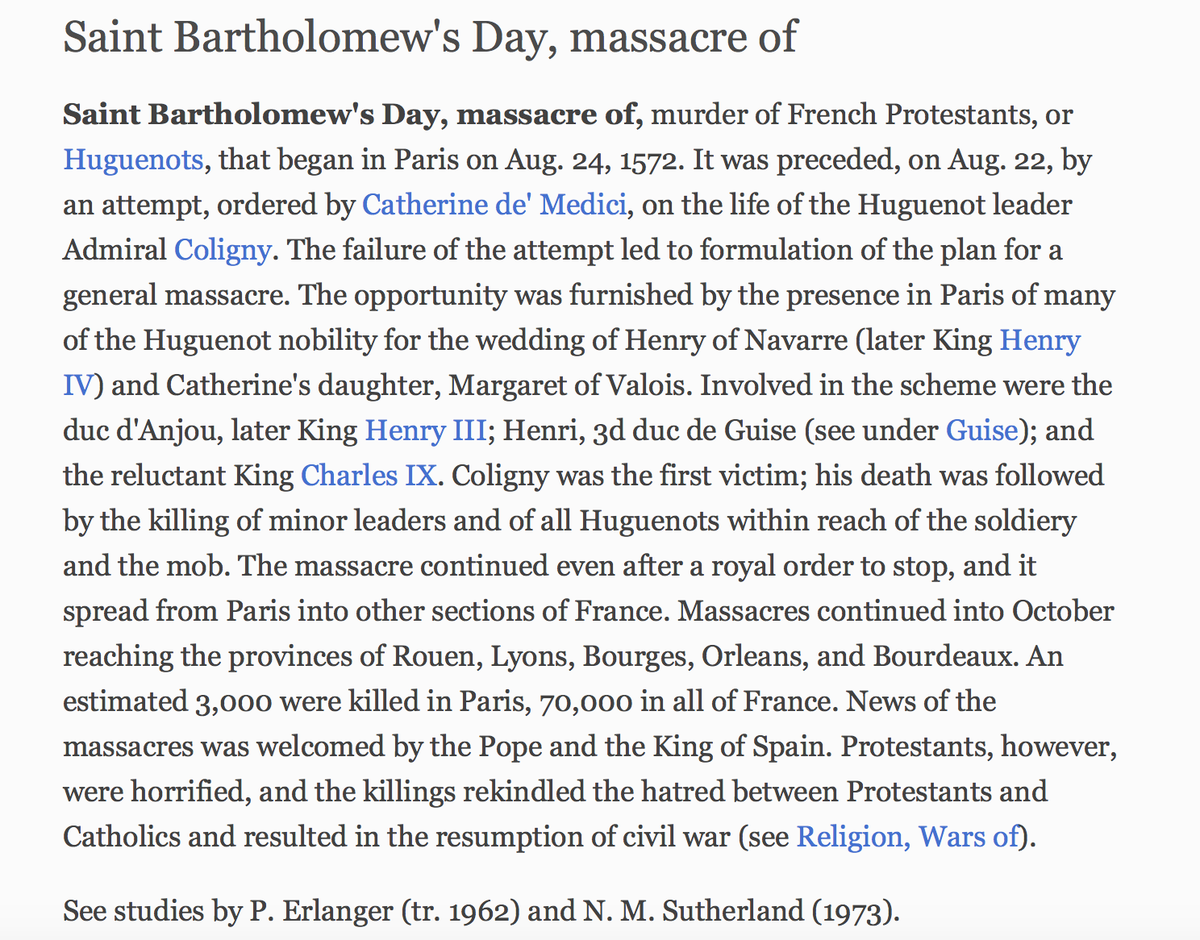 Saint Bartholomew's Day, massacre of
Saint Bartholomew's Day, massacre of, murder of French Protestants, or
Huguenots, that began in Paris on Aug. 24, 1572. It was preceded, on Aug. 22, by
an attempt, ordered by Catherine de' Medici, on the life of the Huguenot leader
Admiral Coligny. The failure of the attempt led to formulation of the plan for a
general massacre. The opportunity was furnished by the presence in Paris of many
of the Huguenot nobility for the wedding of Henry of Navarre (later King Henry
IV) and Catherine's daughter, Margaret of Valois. Involved in the scheme were the
duc d'Anjou, later King Henry III; Henri, 3d duc de Guise (see under Guise); and
the reluctant King Charles IX. Coligny was the first victim; his death was followed
by the killing of minor leaders and of all Huguenots within reach of the soldiery
and the mob. The massacre continued even after a royal order to stop, and it
spread from Paris into other sections of France. Massacres continued into October
reaching the provinces of Rouen, Lyons, Bourges, Orleans, and Bourdeaux. An
estimated 3,000 were killed in Paris, 70,000 in all of France. News of the
massacres was welcomed by the Pope and the King of Spain. Protestants, however,
were horrified, and the killings rekindled the hatred between Protestants and
Catholics and resulted in the resumption of civil war (see Religion, Wars of).
See studies by P. Erlanger (tr. 1962) and N. M. Sutherland (1973).